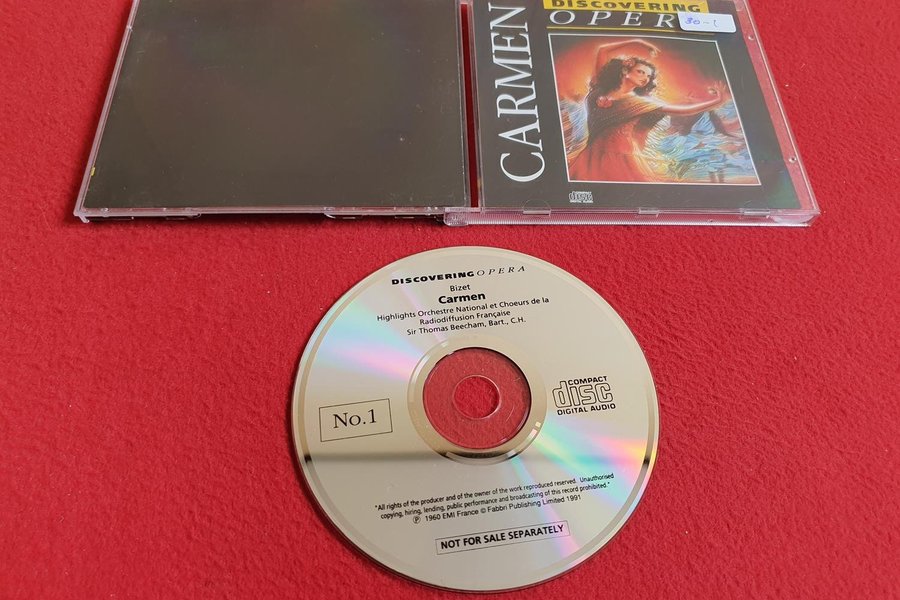 CARMEN
DISCOVERING
OPER
DISCOVERING OPERA
Bizet
Carmen
Highlights Orchestre National et Choeurs de la
Radiodiffusion Française
Sir Thomas Beecham, Bart., C.H.
No.1
COMPACT
disc
DIGITAL AUDIO
"All rights of the producer and of the owner of the work reproduced reserved. Unauthorised
copying, hiring, lending, public performance and broadcasting of this record prohibited."
℗ 1960 EMI France © Fabbri Publishing Limited 1991
NOT FOR SALE SEPARATELY